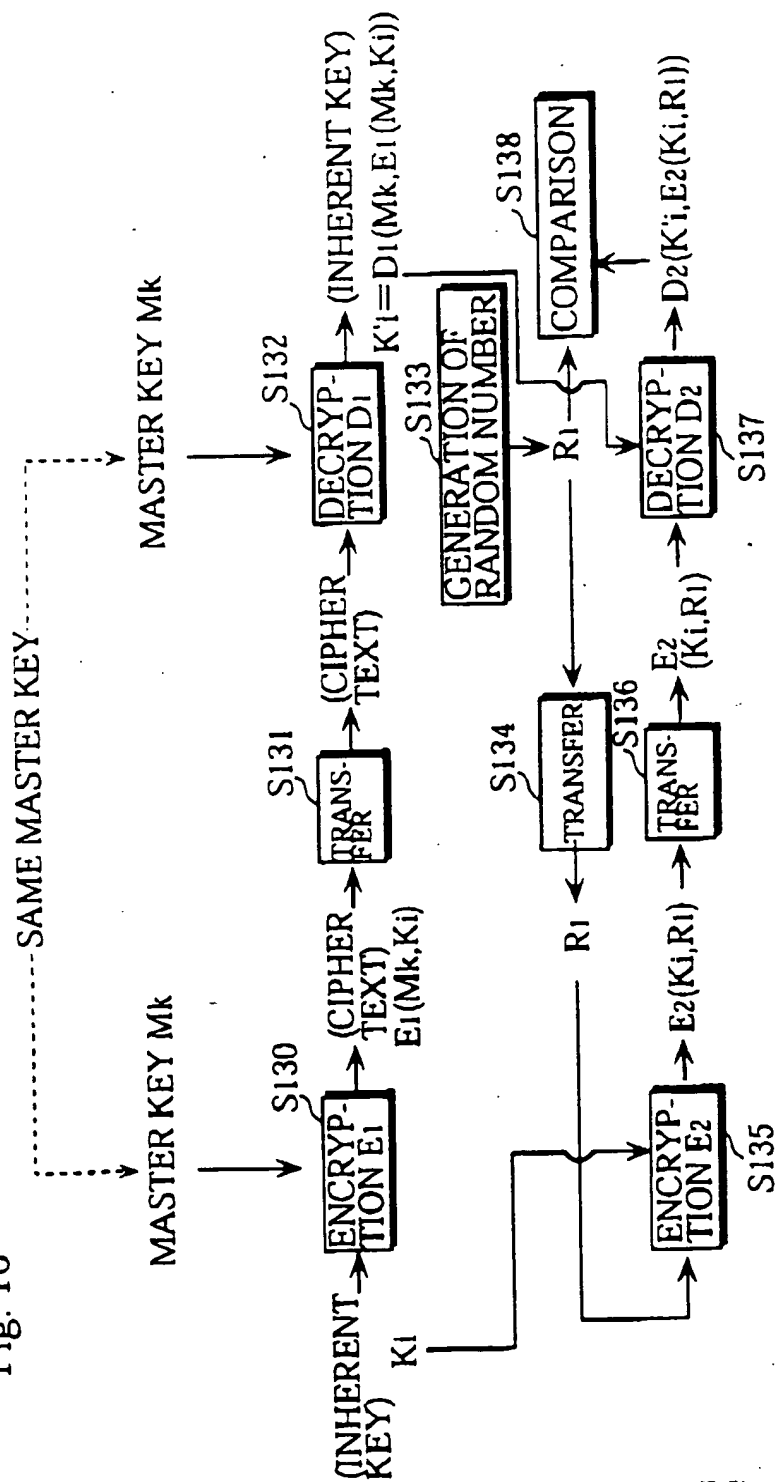 Fig. 16
SAME MASTER KEY
MASTER KEY Mk
MASTER KEY Mk
(INHERENT
KEY)
Ki
S130
ENCRYP-
TION E1
(CIPHER
TEXT)
E1(Mk,Ki)
S131
TRANS-
FER
(CIPHER
TEXT)
S132
DECRYP-
TION D1
(INHERENT KEY)
K'i=D1(Mk,E1(Mk,Ki))
S133
GENERATION OF
RANDOM NUMBER
R1
S134
TRANSFER
R1
S135
ENCRYP-
TION E2
E2(Ki,R1)
S136
TRANS-
FER
E2
(Ki,R1)
S137
DECRYP-
TION D2
D2(K'i,E2(Ki,R1))
S138
COMPARISON